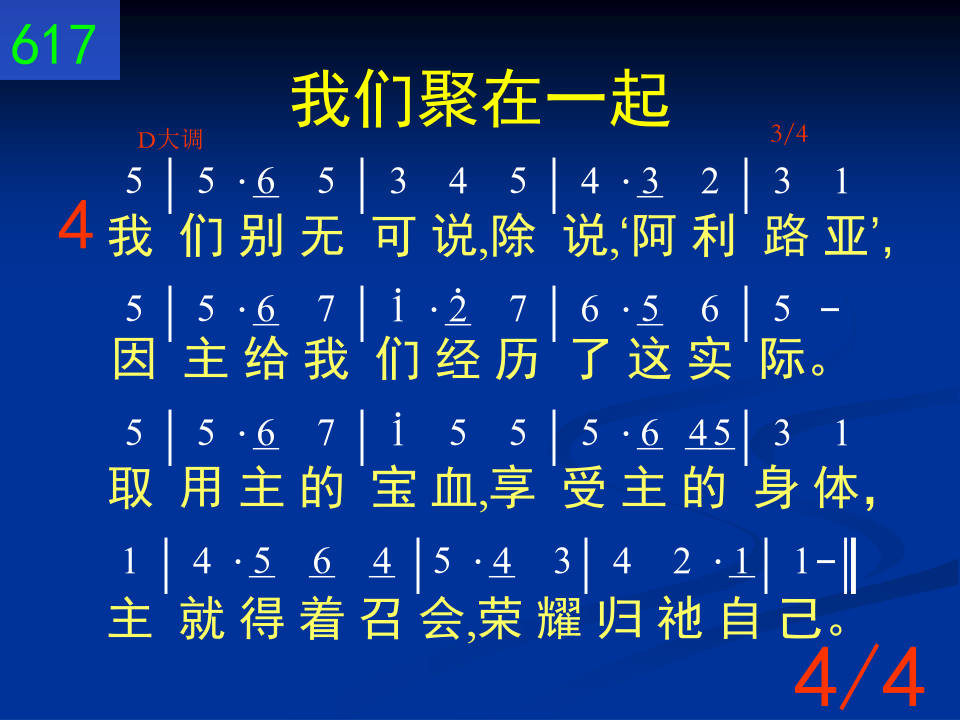 617
我们聚在一起
D大调 3/4
5 | 5 · 6 5 | 3 4 5 | 4 · 3 2 | 3 1
4 我 们 别 无 可 说,除 说,‘阿 利 路 亚’,
5 | 5 · 6 7 | i · 2̇ 7 | 6 · 5 6 | 5 -
因 主 给 我 们 经 历 了 这 实 际。
5 | 5 · 6 7 | i 5 5 | 5 · 6 45 | 3 1
取 用 主 的 宝 血,享 受 主 的 身 体,
1 | 4 · 5 6 4 | 5 · 4 3 | 4 2 · 1 | 1 - ‖
主 就 得 着 召 会,荣 耀 归 祂 自 己。
4/4